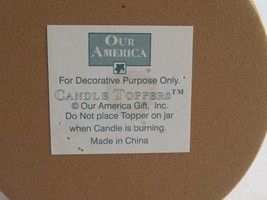 OUR
AMERICA
®
For Decorative Purpose Only.
CANDLE TOPPERS™
© Our America Gift, Inc.
Do Not place Topper on jar
when Candle is burning.
Made in China